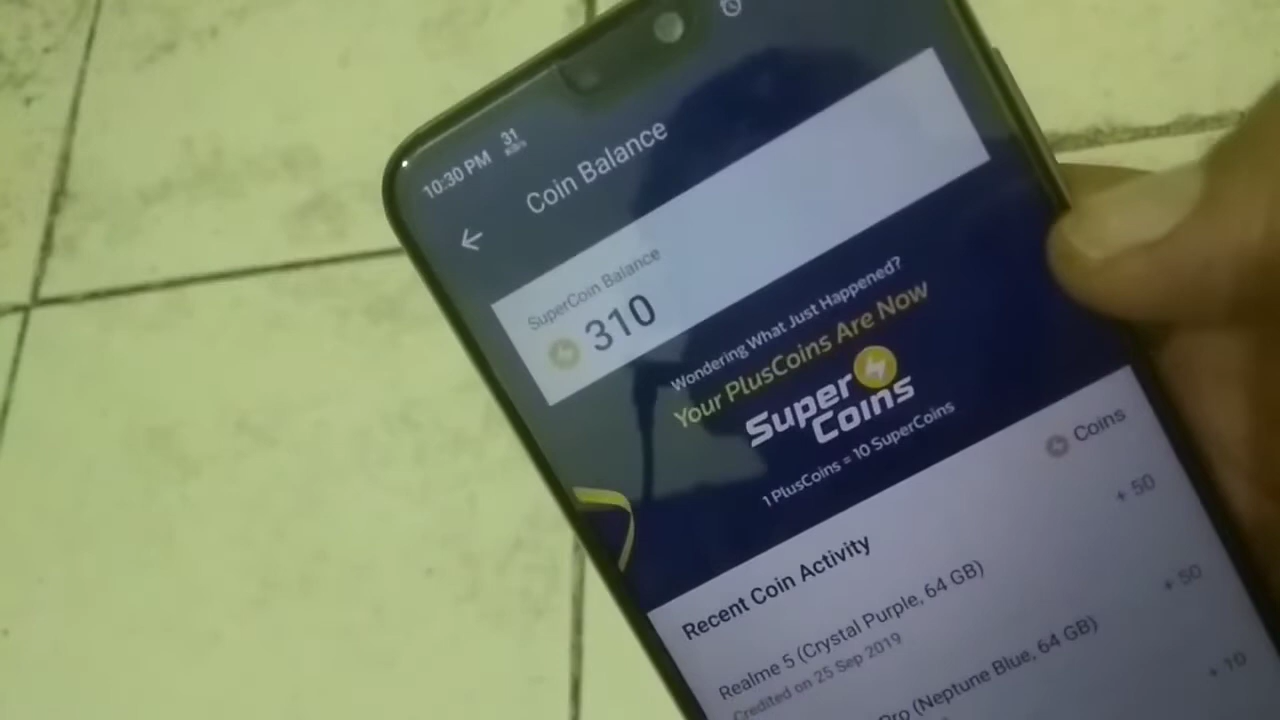 10:30 PM 31
Coin Balance
SuperCoin Balance
310
Wondering What Just Happened?
Your PlusCoins Are Now
Super
Coins
1 PlusCoins = 10 SuperCoins
Recent Coin Activity
Coins
Realme 5 (Crystal Purple, 64 GB)
+ 50
Credited on 25 Sep 2019
Pro (Neptune Blue, 64 GB)
+ 50
+ 10